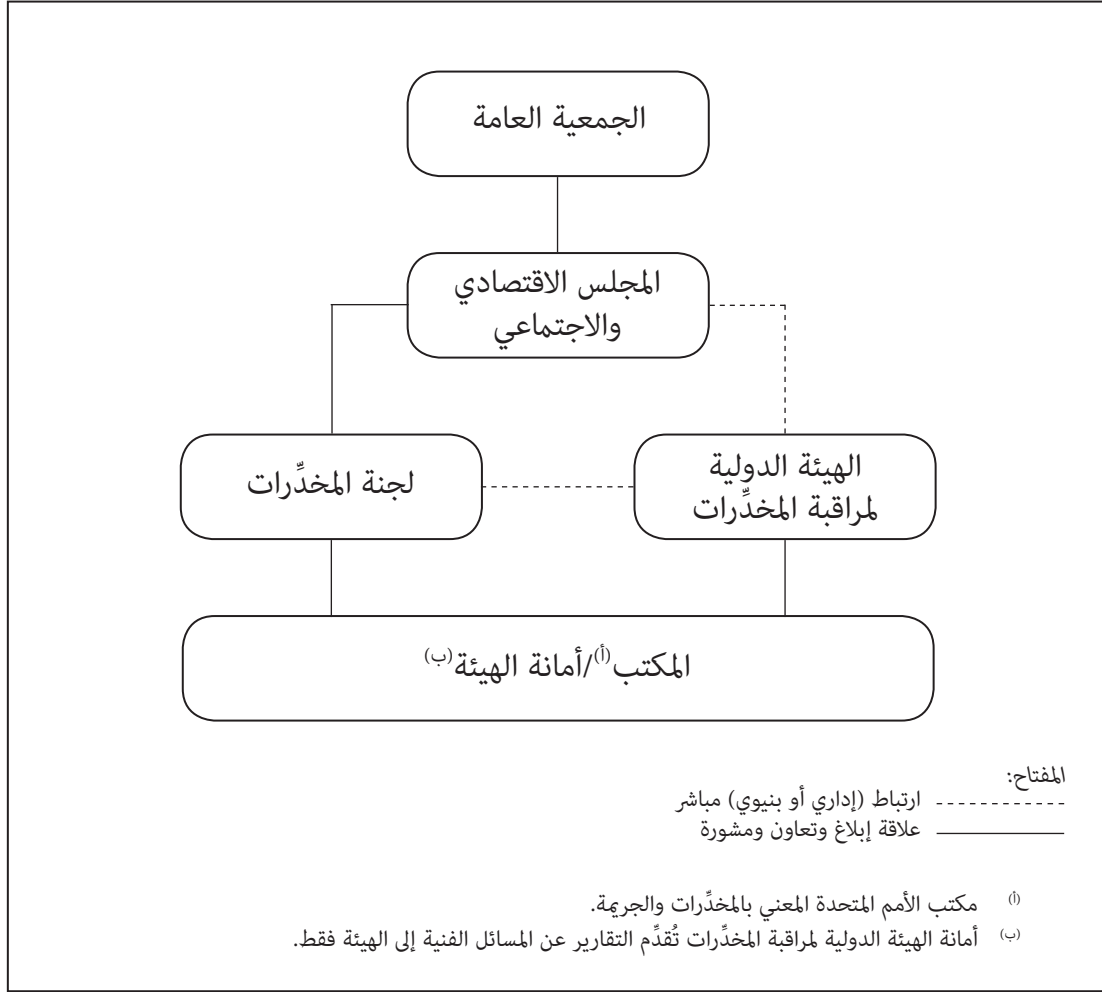 الجمعية العامة
المجلس الاقتصادي
والاجتماعي
الهيئة الدولية
لمراقبة المخدِّرات
لجنة المخدِّرات
المكتب(أ)/أمانة الهيئة(ب)
المفتاح:
ارتباط (إداري أو بنيوي) مباشر
علاقة إبلاغ وتعاون ومشورة
(أ) مكتب الأمم المتحدة المعني بالمخدِّرات والجريمة.
(ب) أمانة الهيئة الدولية لمراقبة المخدِّرات تُقدِّم التقارير عن المسائل الفنية إلى الهيئة فقط.